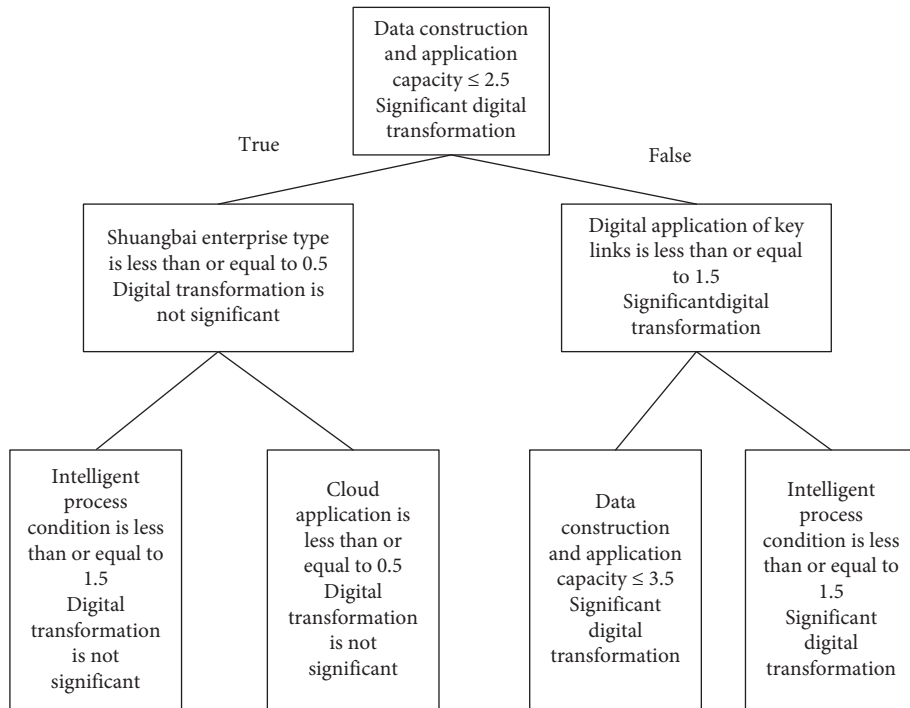 Data construction
and application
capacity ≤ 2.5
Significant digital
transformation
True
False
Shuangbai enterprise type
is less than or equal to 0.5
Digital transformation is
not significant
Digital application of key
links is less than or equal
to 1.5
Significantdigital
transformation
Intelligent
process
condition is less
than or equal to
1.5
Digital
transformation
is not
significant
Cloud
application is
less than or
equal to 0.5
Digital
transformation
is not
significant
Data
construction
and application
capacity ≤ 3.5
Significant
digital
transformation
Intelligent
process
condition is less
than or equal to
1.5
Significant
digital
transformation